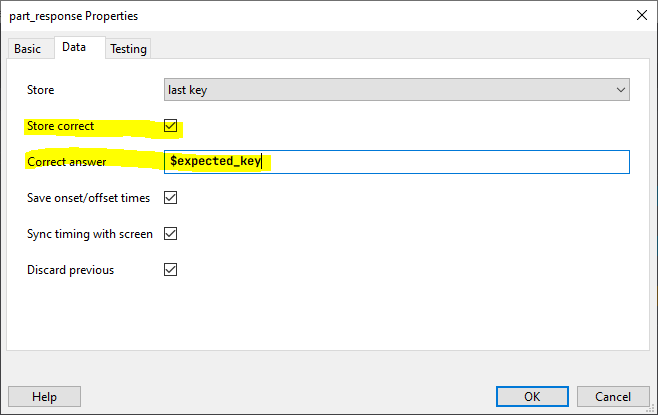 part_response Properties
Basic Data Testing
Store last key
Store correct
Correct answer $expected_key
Save onset/offset times
Sync timing with screen
Discard previous
Help OK Cancel